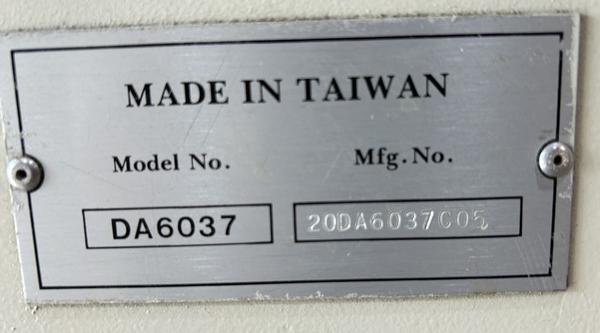 MADE IN TAIWAN
Model No. Mfg.No.
DA6037 20DA6037C05